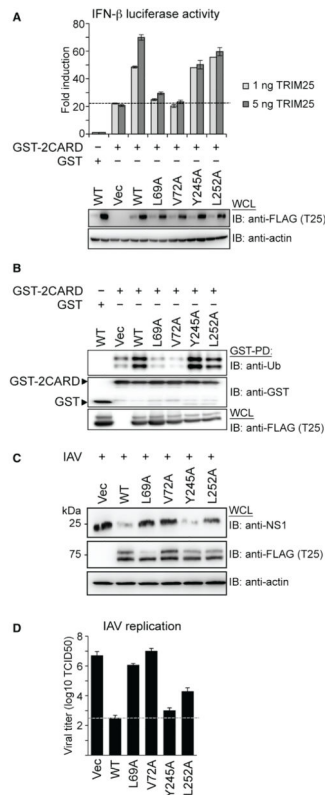 A
IFN-β luciferase activity
Fold induction
80
70
60
50
40
30
20
10
0
1 ng TRIM25
5 ng TRIM25
GST-2CARD – + + + + + +
GST + – – – – – –
WT Vec WT L69A V72A Y245A L252A
WCL
IB: anti-FLAG (T25)
IB: anti-actin
B
GST-2CARD – + + + + + +
GST + – – – – – –
WT Vec WT L69A V72A Y245A L252A
GST-PD:
IB: anti-Ub
GST-2CARD
IB: anti-GST
GST
WCL
IB: anti-FLAG (T25)
C
IAV + + + + + +
Vec WT L69A V72A Y245A L252A
kDa
WCL
25
IB: anti-NS1
75
IB: anti-FLAG (T25)
IB: anti-actin
D
IAV replication
Viral titer (log10 TCID50)
8
6
4
2
Vec WT L69A V72A Y245A L252A